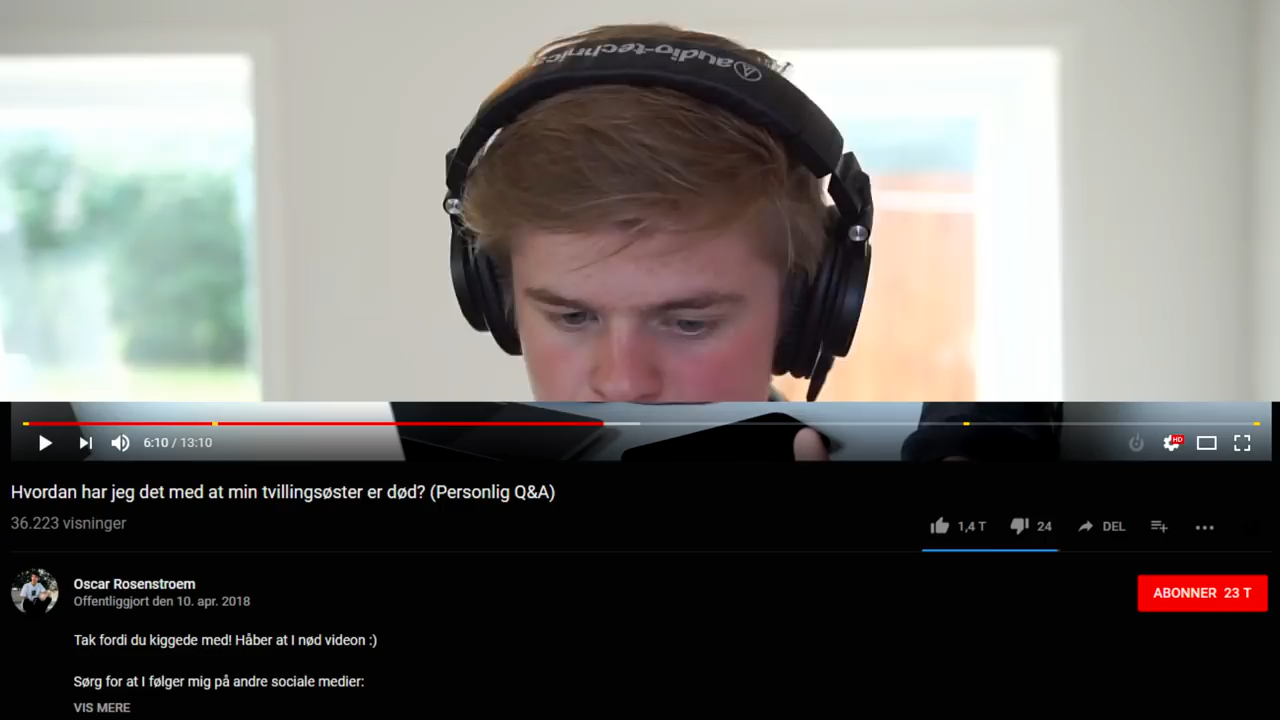 audio-technica
6:10 / 13:10
HD
Hvordan har jeg det med at min tvillingsøster er død? (Personlig Q&A)
36.223 visninger
1,4 T
24
DEL
Oscar Rosenstroem
Offentliggjort den 10. apr. 2018
ABONNER 23 T
Tak fordi du kiggede med! Håber at I nød videon :)
Sørg for at I følger mig på andre sociale medier:
VIS MERE